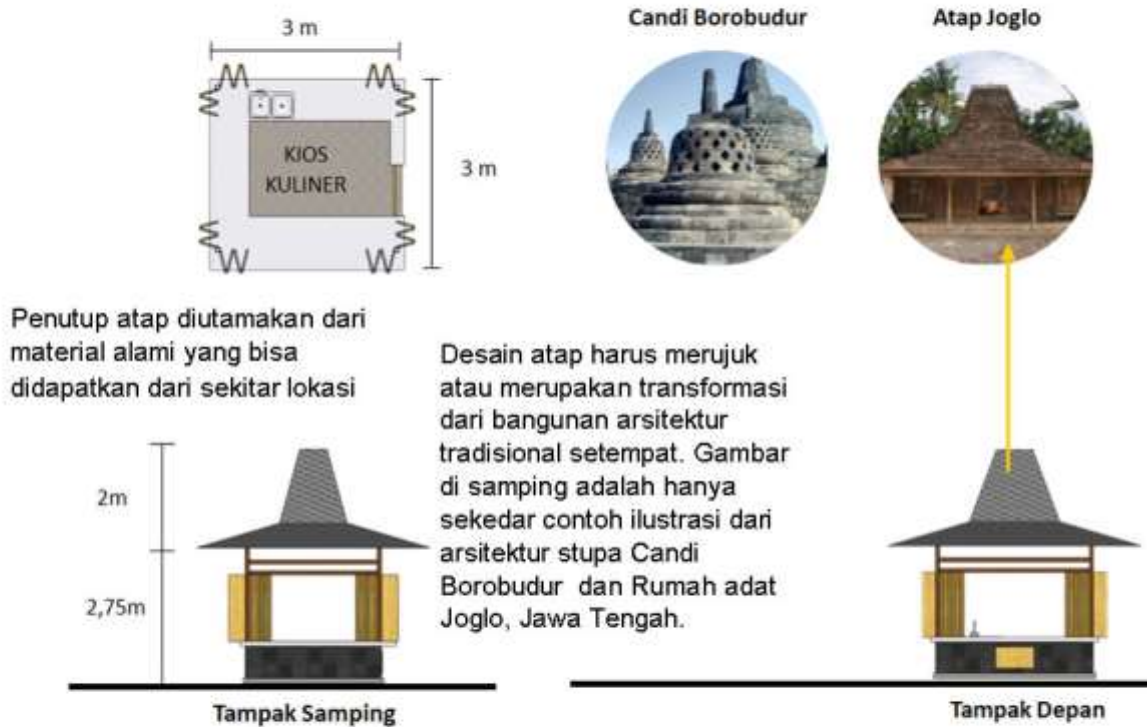 3 m
Candi Borobudur
Atap Joglo
KIOS
KULINER
3 m
Penutup atap diutamakan dari
material alami yang bisa
didapatkan dari sekitar lokasi
Desain atap harus merujuk
atau merupakan transformasi
dari bangunan arsitektur
tradisional setempat. Gambar
di samping adalah hanya
sekedar contoh ilustrasi dari
arsitektur stupa Candi
Borobudur dan Rumah adat
Joglo, Jawa Tengah.
2m
2,75m
Tampak Samping
Tampak Depan